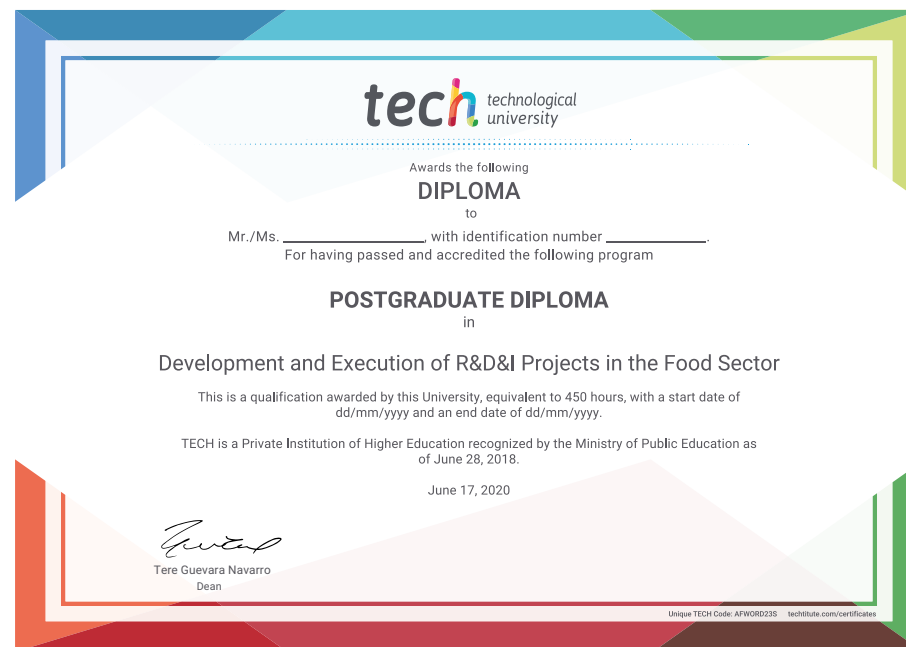 tech technological
university
Awards the following
DIPLOMA
to
Mr./Ms. ____________________, with identification number ______________.
For having passed and accredited the following program
POSTGRADUATE DIPLOMA
in
Development and Execution of R&D&I Projects in the Food Sector
This is a qualification awarded by this University, equivalent to 450 hours, with a start date of
dd/mm/yyyy and an end date of dd/mm/yyyy.
TECH is a Private Institution of Higher Education recognized by the Ministry of Public Education as
of June 28, 2018.
June 17, 2020
Tere Guevara Navarro
Dean
Unique TECH Code: AFWORD23S techtitute.com/certificates